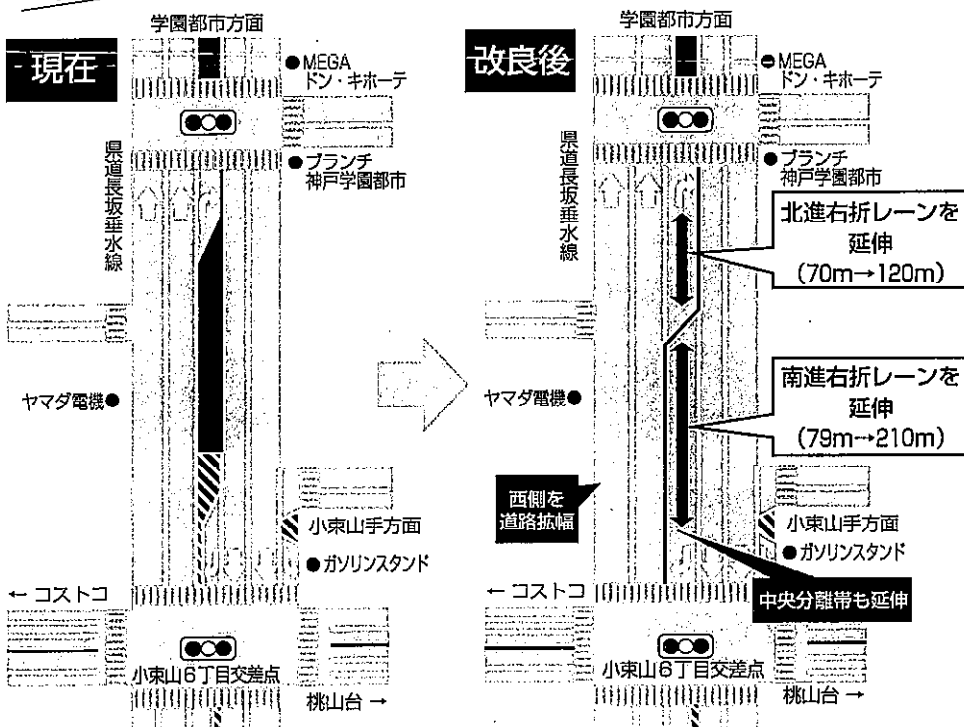 現在
学園都市方面
●MEGA
ドン・キホーテ
県道長坂垂水線
●ブランチ
神戸学園都市
ヤマダ電機●
小束山手方面
●ガソリンスタンド
← コストコ
小束山6丁目交差点
桃山台 →
改良後
学園都市方面
●MEGA
ドン・キホーテ
県道長坂垂水線
●ブランチ
神戸学園都市
北進右折レーンを
延伸
(70m→120m)
ヤマダ電機●
南進右折レーンを
延伸
(79m→210m)
西側を
道路拡幅
小束山手方面
●ガソリンスタンド
← コストコ
中央分離帯も延伸
小束山6丁目交差点
桃山台 →